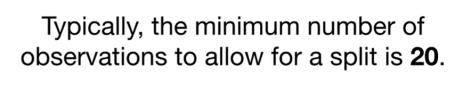 Typically, the minimum number of
observations to allow for a split is 20.